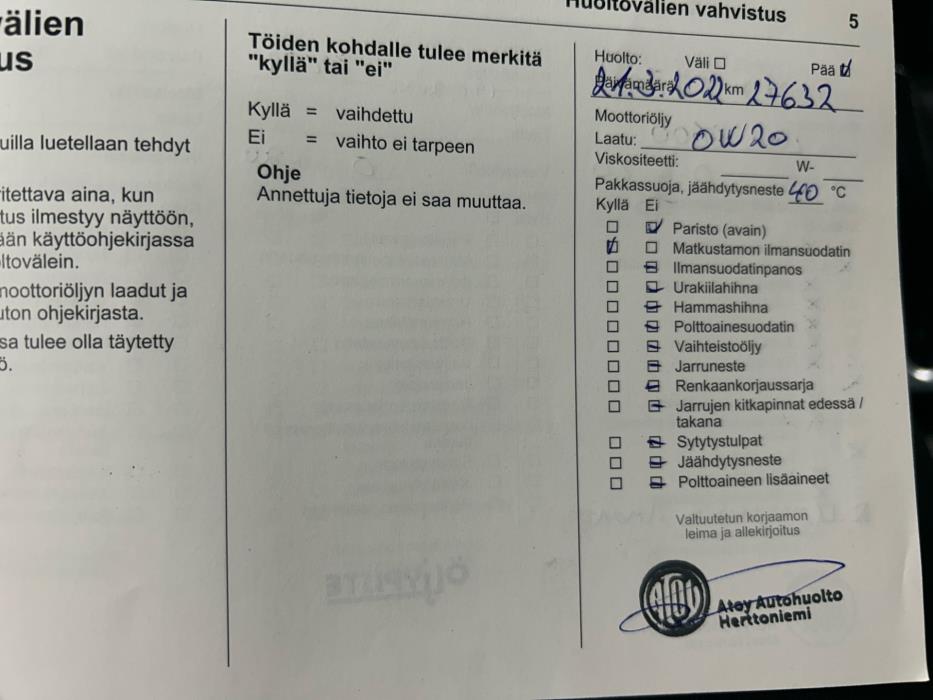 Huoltovälien vahvistus
5
välien
us
uilla luetellaan tehdyt
ritettava aina, kun
tus ilmestyy näyttöön,
ään käyttöohjekirjassa
ltovälein.
moottoriöljyn laadut ja
uton ohjekirjasta.
sa tulee olla täytetty
ö.
Töiden kohdalle tulee merkitä
"kyllä" tai "ei"
Kyllä = vaihdettu
Ei = vaihto ei tarpeen
Ohje
Annettuja tietoja ei saa muuttaa.
Huolto: Väli ☐ Pää ☑
Päivämäärä 21.3.2022 km 27632
Moottoriöljy
Laatu: 0W20
Viskositeetti: W-
Pakkassuoja, jäähdytysneste 40 °C
Kyllä Ei
☐ ☑ Paristo (avain)
☑ ☐ Matkustamon ilmansuodatin
☐ ☑ Ilmansuodatinpanos
☐ ☑ Urakiilahihna
☐ ☑ Hammashihna
☐ ☑ Polttoainesuodatin
☐ ☑ Vaihteistoöljy
☐ ☑ Jarruneste
☐ ☑ Renkaankorjaussarja
☐ ☑ Jarrujen kitkapinnat edessä /
takana
☐ ☑ Sytytystulpat
☐ ☑ Jäähdytysneste
☐ ☑ Polttoaineen lisäaineet
Valtuutetun korjaamon
leima ja allekirjoitus
Atoy Autohuolto
Herttoniemi